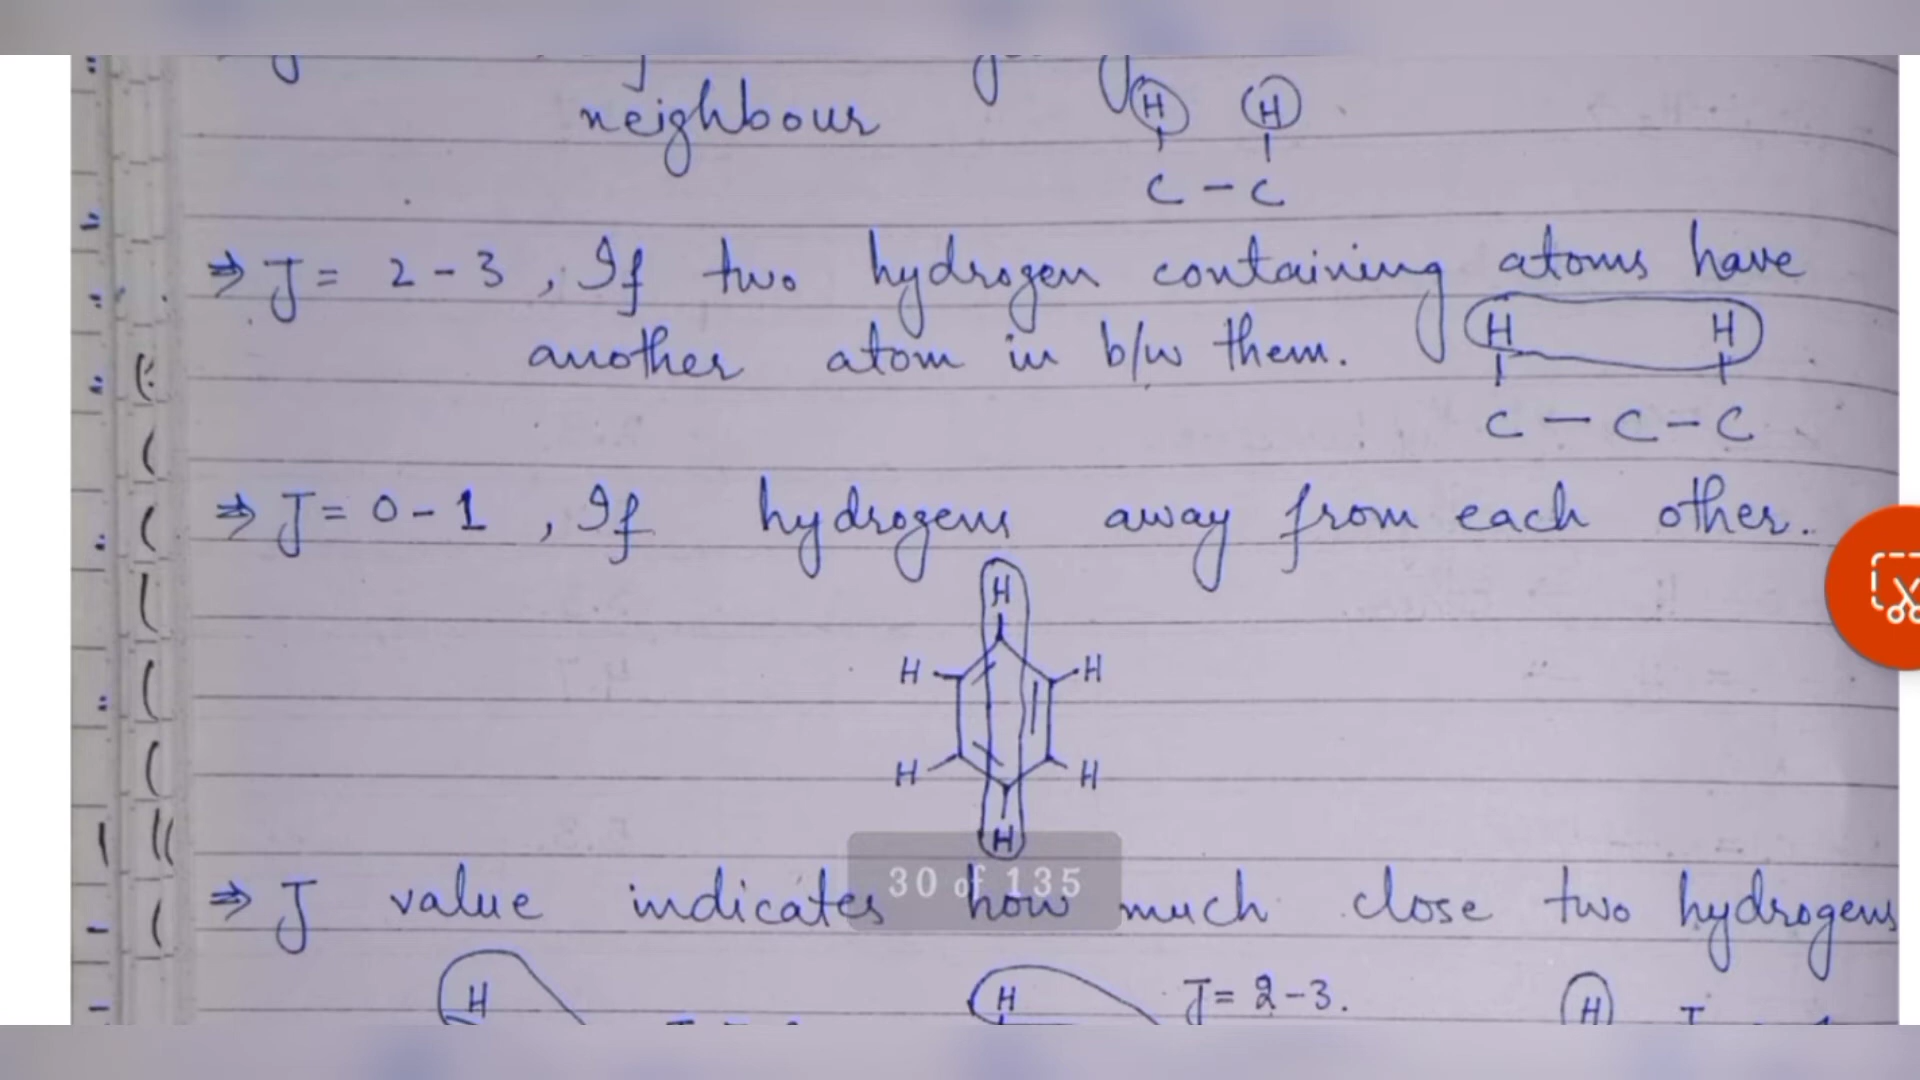 neighbour
H H
C - C
⇒ J = 2 - 3 , If two hydrogen containing atoms have
another atom in b/w them.
H H
C - C - C
⇒ J = 0 - 1 , If hydrogens away from each other.
H
H H
H H
H
30 of 135
⇒ J value indicates how much close two hydrogens
H H J = 2 - 3. H